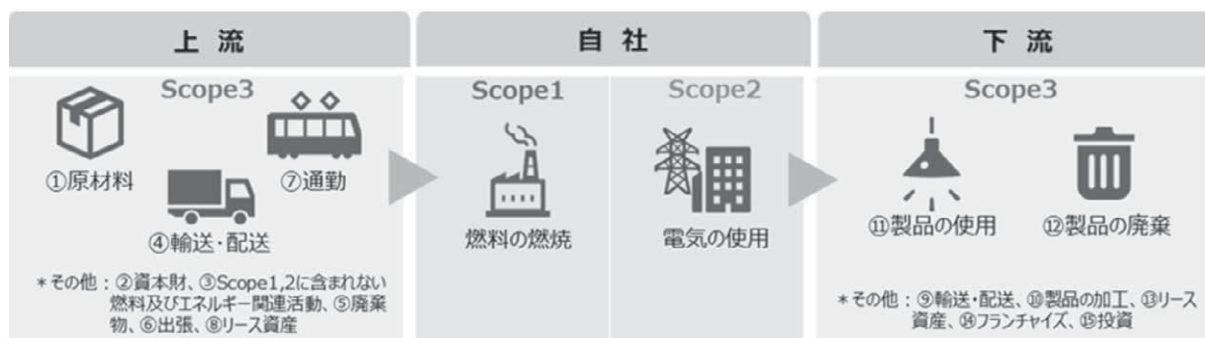 上 流
Scope3
①原材料
⑦通勤
④輸送・配送
*その他：②資本財、③Scope1,2に含まれない
燃料及びエネルギー関連活動、⑤廃棄
物、⑥出張、⑧リース資産
自 社
Scope1
燃料の燃焼
Scope2
電気の使用
下 流
Scope3
⑪製品の使用
⑫製品の廃棄
*その他：⑨輸送・配送、⑩製品の加工、⑬リース
資産、⑭フランチャイズ、⑮投資